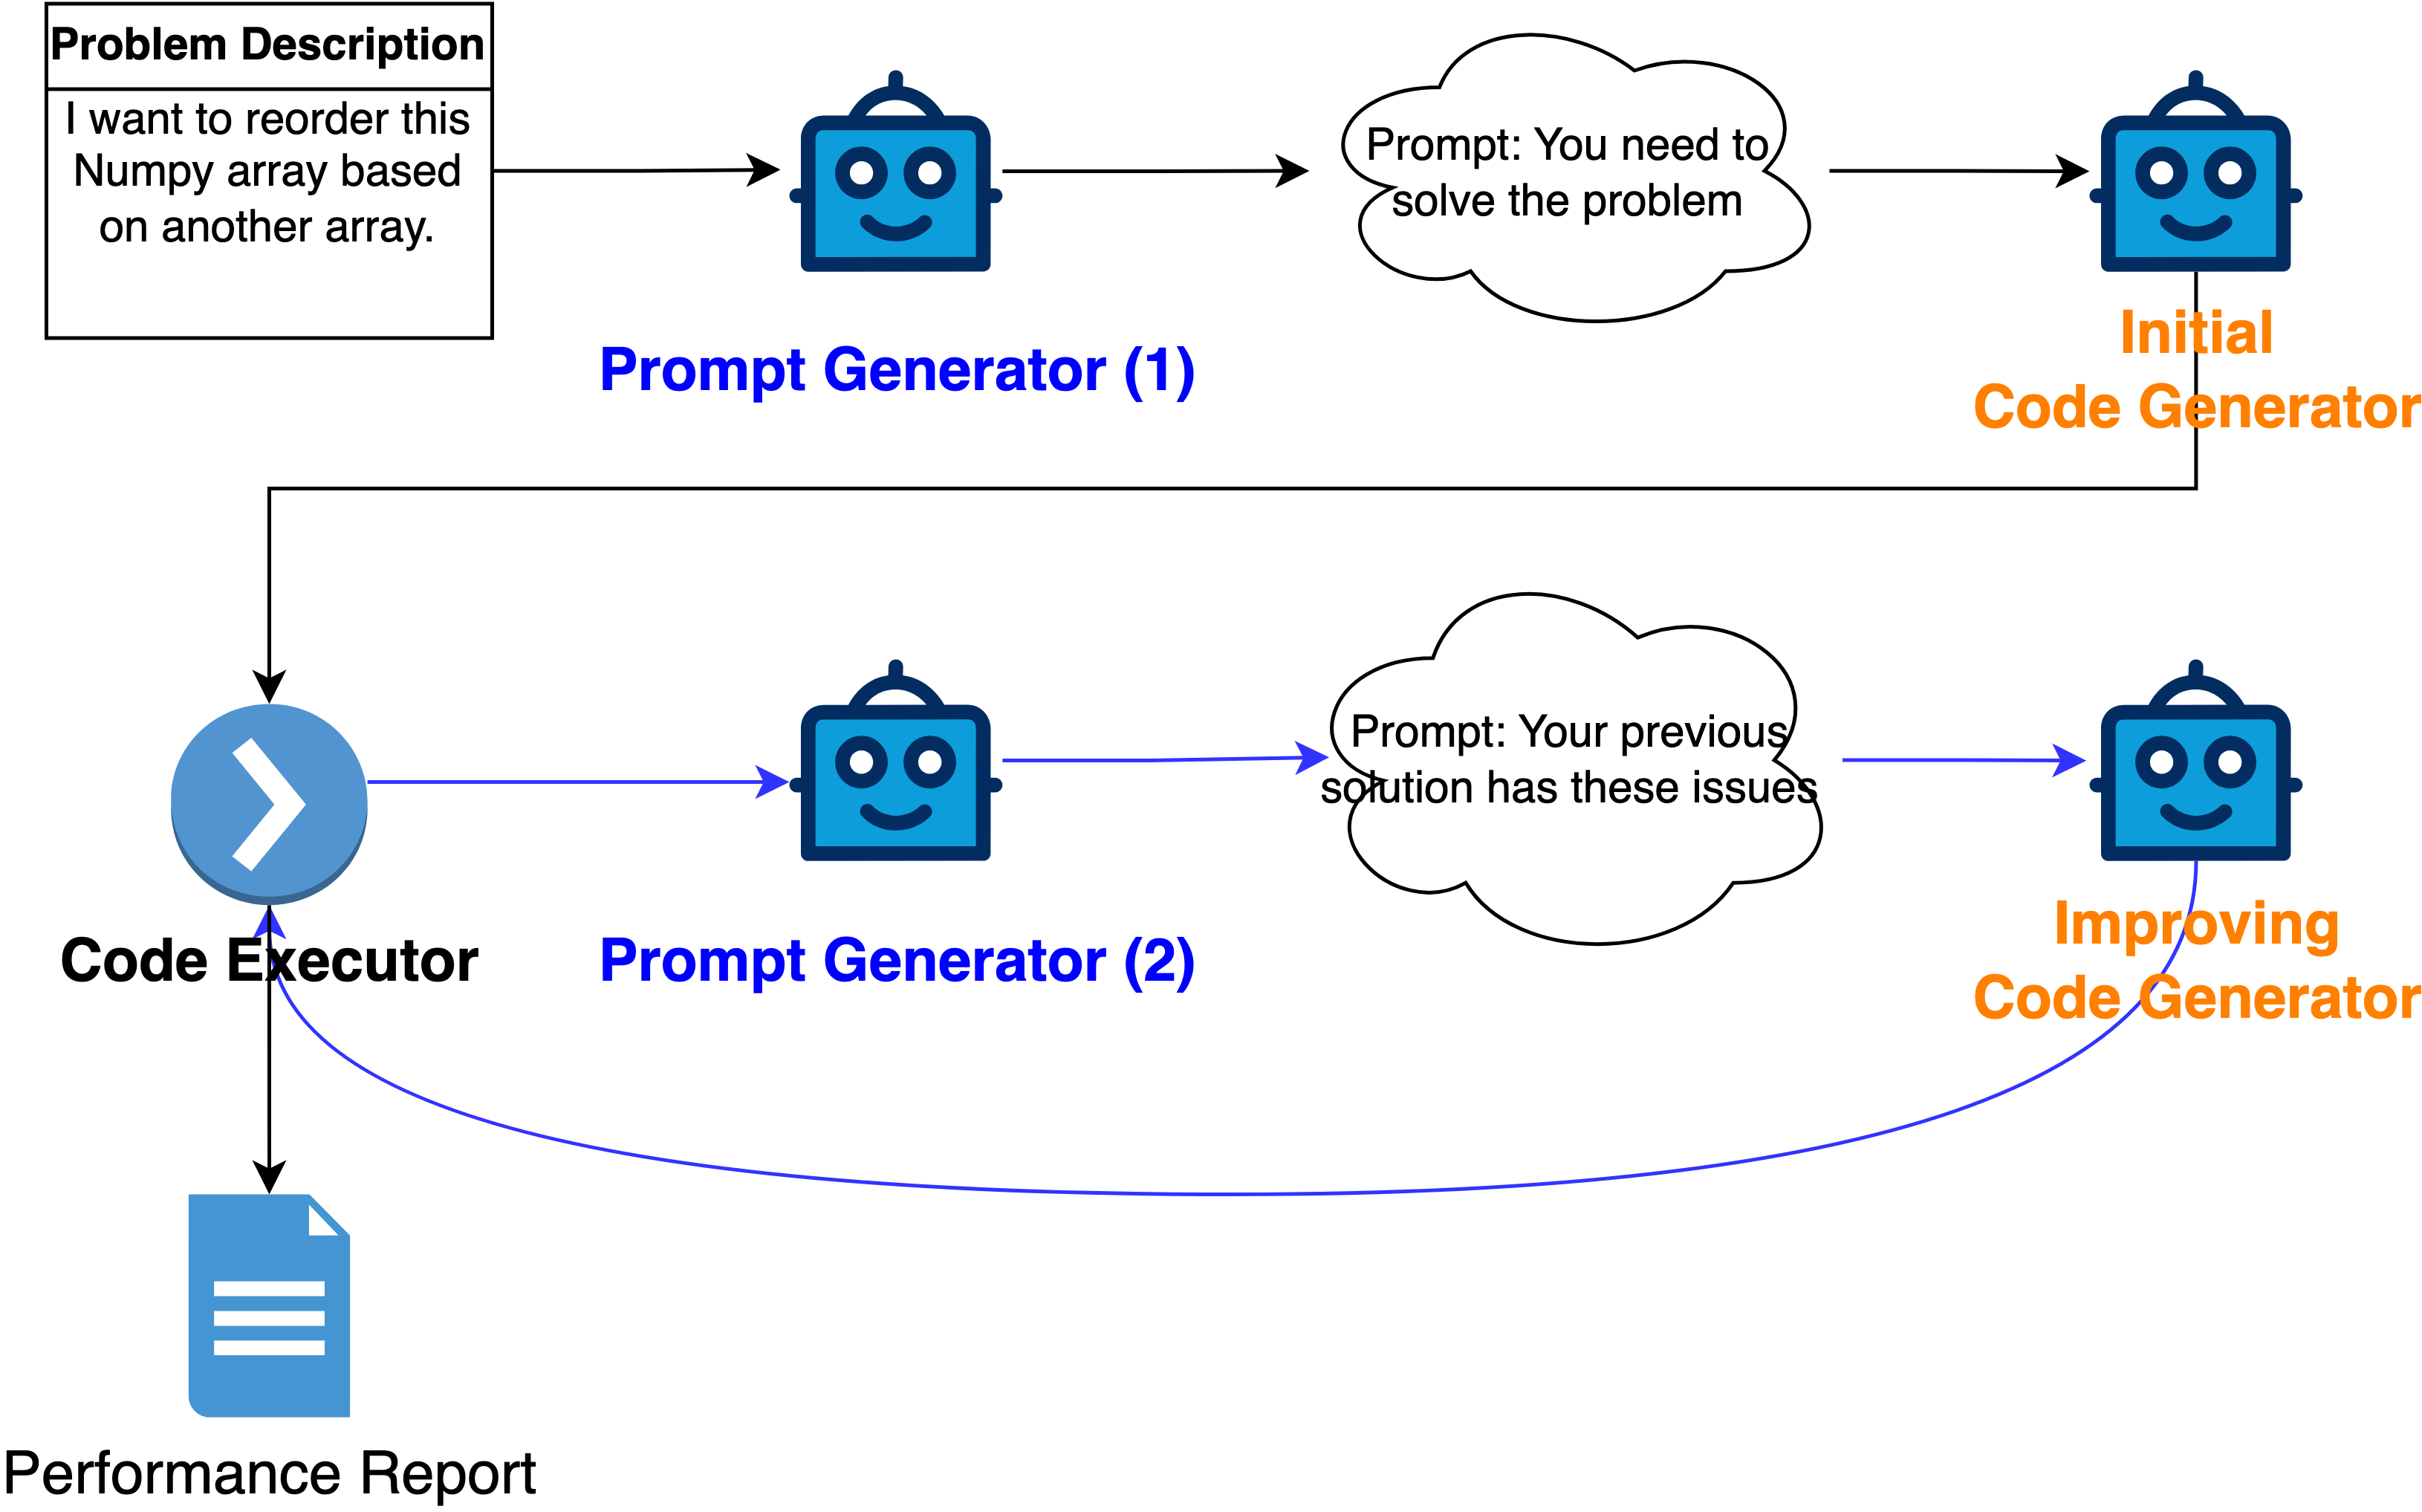 Problem Description
I want to reorder this
Numpy array based
on another array.
Prompt Generator (1)
Prompt: You need to
solve the problem
Initial
Code Generator
Code Executor
Prompt Generator (2)
Prompt: Your previous
solution has these issues
Improving
Code Generator
Performance Report